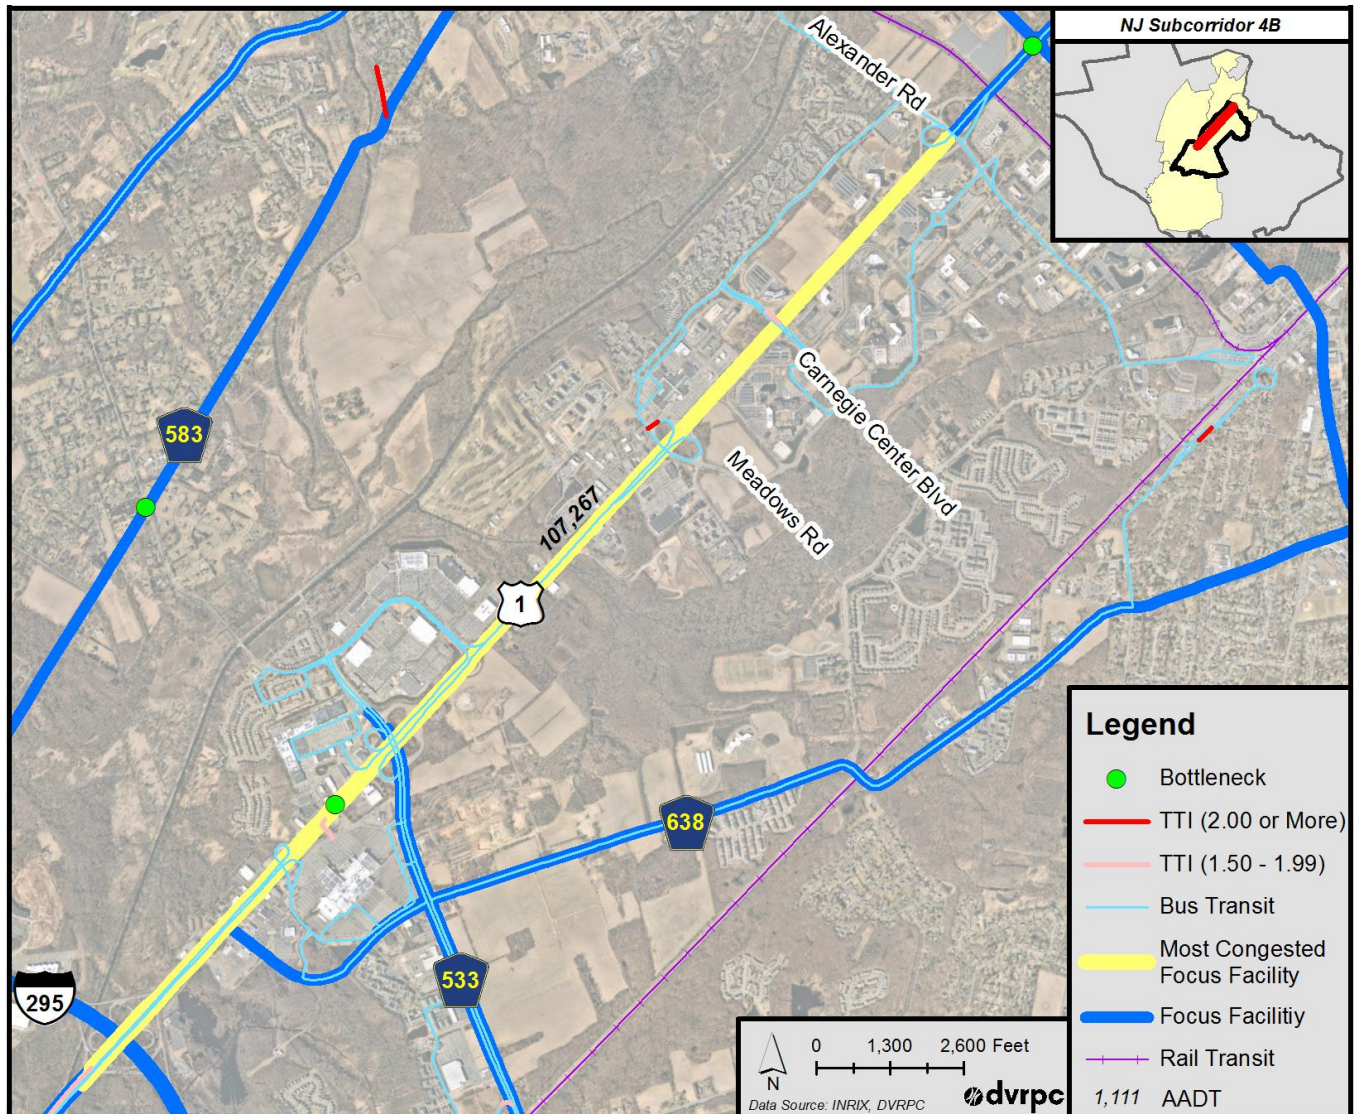 NJ Subcorridor 4B
Alexander Rd
583
Carnegie Center Blvd
Meadows Rd
107,267
1
638
533
295
Legend
Bottleneck
TTI (2.00 or More)
TTI (1.50 - 1.99)
Bus Transit
Most Congested
Focus Facility
Focus Facilitiy
Rail Transit
1,111 AADT
0 1,300 2,600 Feet
N
Data Source: INRIX, DVRPC
dvrpc